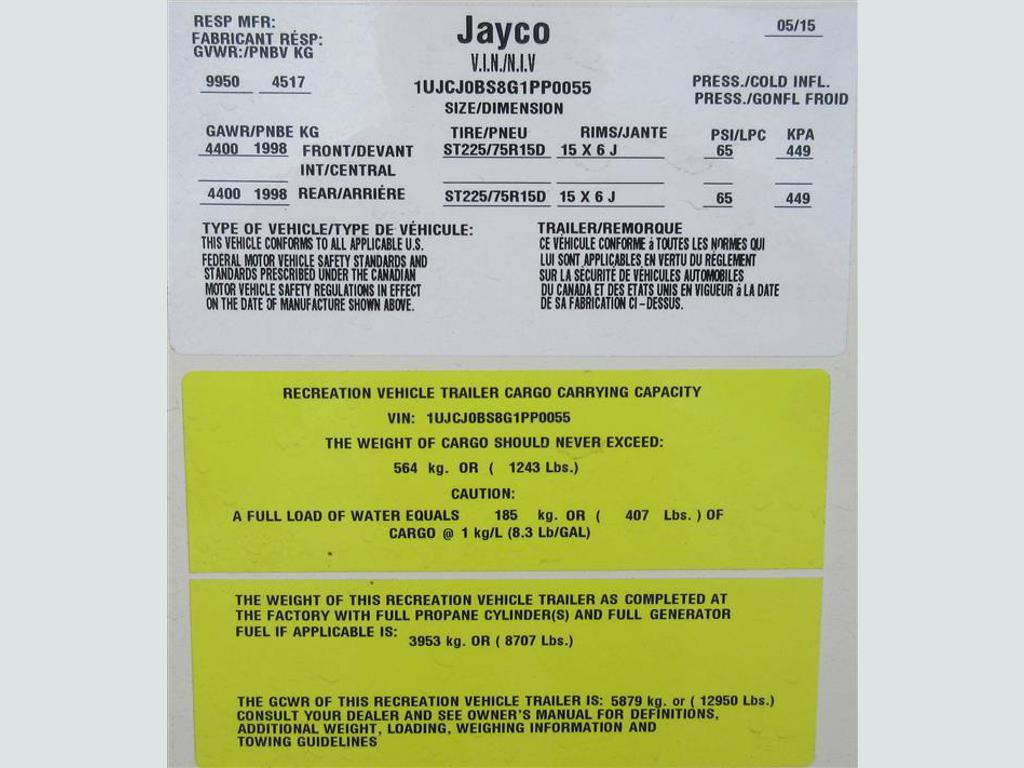 RESP MFR:
FABRICANT RÉSP:
GVWR:/PNBV KG
9950 4517
Jayco
V.I.N./N.I.V
1UJCJ0BS8G1PP0055
SIZE/DIMENSION
05/15
PRESS./COLD INFL.
PRESS./GONFL FROID
GAWR/PNBE KG TIRE/PNEU RIMS/JANTE PSI/LPC KPA
4400 1998 FRONT/DEVANT ST225/75R15D 15 X 6 J 65 449
INT/CENTRAL
4400 1998 REAR/ARRIÉRE ST225/75R15D 15 X 6 J 65 449
TYPE OF VEHICLE/TYPE DE VÉHICULE:
THIS VEHICLE CONFORMS TO ALL APPLICABLE U.S.
FEDERAL MOTOR VEHICLE SAFETY STANDARDS AND
STANDARDS PRESCRIBED UNDER THE CANADIAN
MOTOR VEHICLE SAFETY REGULATIONS IN EFFECT
ON THE DATE OF MANUFACTURE SHOWN ABOVE.
TRAILER/REMORQUE
CE VÉHICULE CONFORME à TOUTES LES NORMES QUI
LUI SONT APPLICABLES EN VERTU DU RÉGLEMENT
SUR LA SÉCURITÉ DE VÉHICULES AUTOMOBILES
DU CANADA ET DES ETATS UNIS EN VIGUEUR à LA DATE
DE SA FABRICATION CI-DESSUS.
RECREATION VEHICLE TRAILER CARGO CARRYING CAPACITY
VIN: 1UJCJ0BS8G1PP0055
THE WEIGHT OF CARGO SHOULD NEVER EXCEED:
564 kg. OR ( 1243 Lbs.)
CAUTION:
A FULL LOAD OF WATER EQUALS 185 kg. OR ( 407 Lbs. ) OF
CARGO @ 1 kg/L (8.3 Lb/GAL)
THE WEIGHT OF THIS RECREATION VEHICLE TRAILER AS COMPLETED AT
THE FACTORY WITH FULL PROPANE CYLINDER(S) AND FULL GENERATOR
FUEL IF APPLICABLE IS: 3953 kg. OR ( 8707 Lbs.)
THE GCWR OF THIS RECREATION VEHICLE TRAILER IS: 5879 kg. or ( 12950 Lbs.)
CONSULT YOUR DEALER AND SEE OWNER'S MANUAL FOR DEFINITIONS,
ADDITIONAL WEIGHT, LOADING, WEIGHING INFORMATION AND
TOWING GUIDELINES